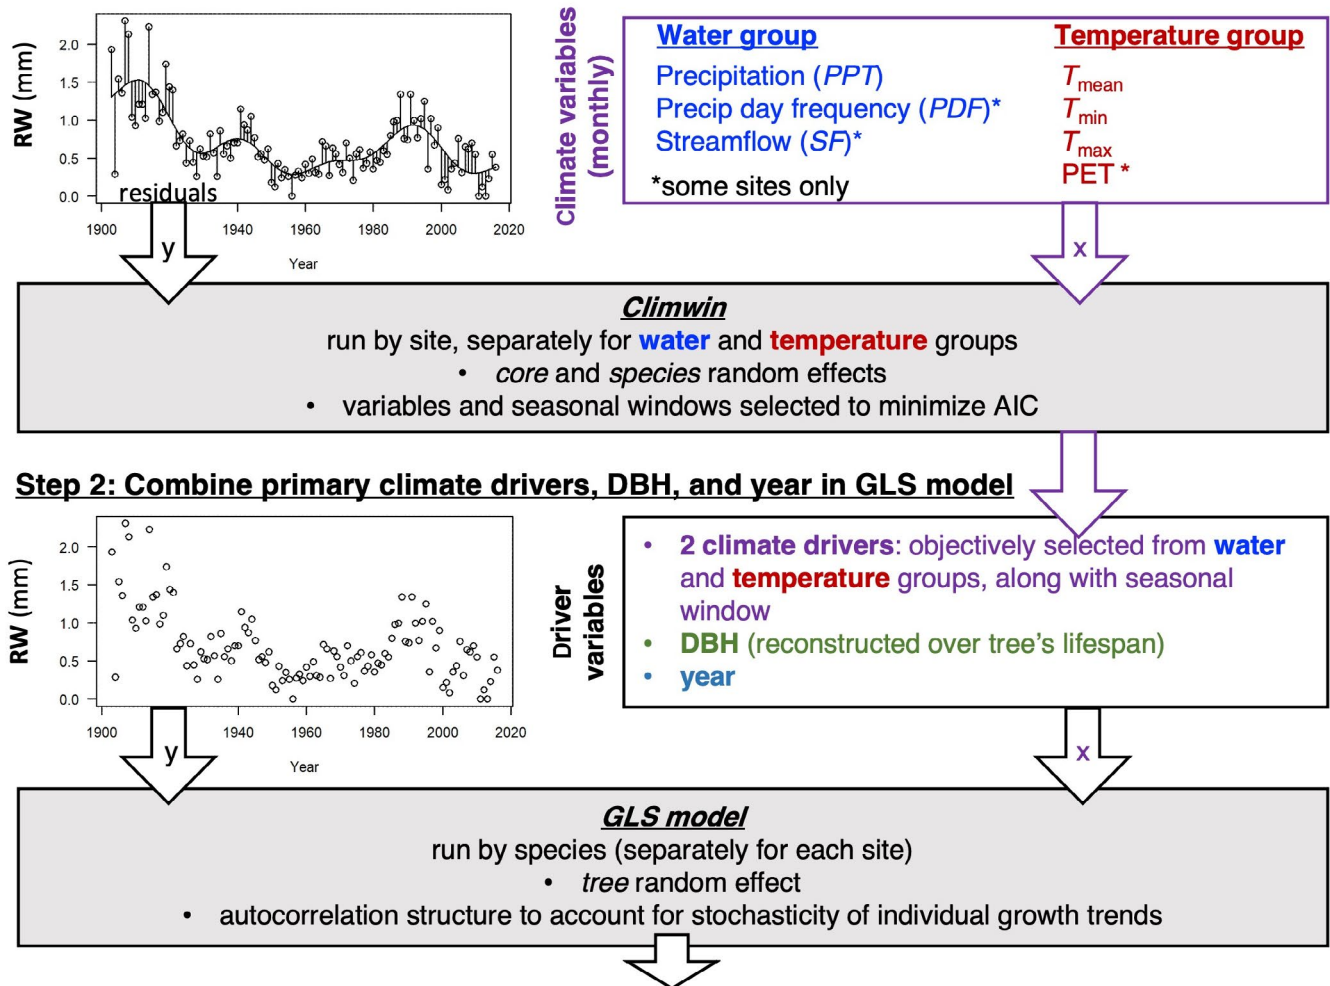 RW (mm)
2.0
1.5
1.0
0.5
0.0
residuals
1900
1940
1960
1980
2000
2020
Year
y
Climate variables
(monthly)
Water group
Precipitation (PPT)
Precip day frequency (PDF)*
Streamflow (SF)*
*some sites only
Temperature group
Tmean
Tmin
Tmax
PET *
x
Climwin
run by site, separately for water and temperature groups
• core and species random effects
• variables and seasonal windows selected to minimize AIC
Step 2: Combine primary climate drivers, DBH, and year in GLS model
RW (mm)
2.0
1.5
1.0
0.5
0.0
1900
1940
1960
1980
2000
2020
Year
y
Driver
variables
• 2 climate drivers: objectively selected from water
and temperature groups, along with seasonal
window
• DBH (reconstructed over tree's lifespan)
• year
x
GLS model
run by species (separately for each site)
• tree random effect
• autocorrelation structure to account for stochasticity of individual growth trends